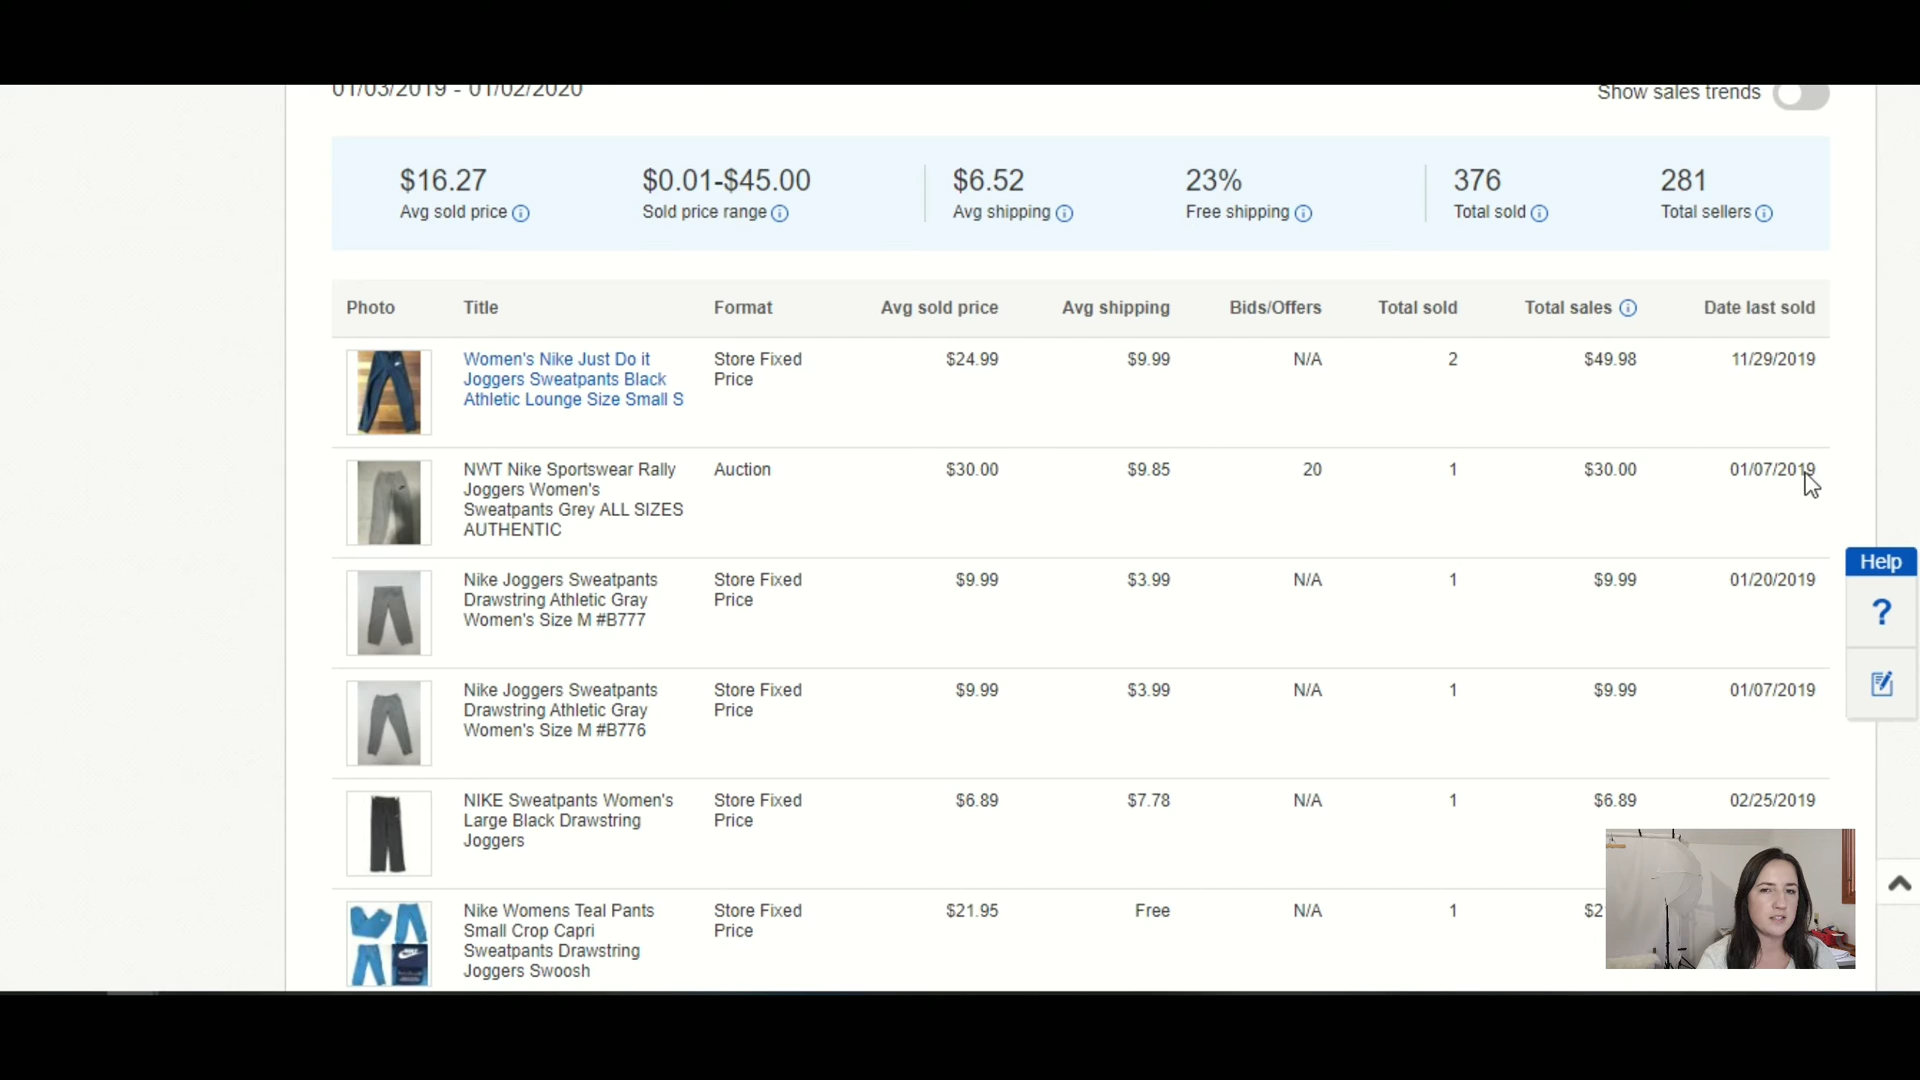 01/03/2019 - 01/02/2020
Show sales trends
$16.27
$0.01-$45.00
$6.52
23%
376
281
Avg sold price
Sold price range
Avg shipping
Free shipping
Total sold
Total sellers
Photo Title Format Avg sold price Avg shipping Bids/Offers Total sold Total sales Date last sold
Women's Nike Just Do it
Joggers Sweatpants Black
Athletic Lounge Size Small S
Store Fixed
Price
$24.99 $9.99 N/A 2 $49.98 11/29/2019
NWT Nike Sportswear Rally
Joggers Women's
Sweatpants Grey ALL SIZES
AUTHENTIC
Auction $30.00 $9.85 20 1 $30.00 01/07/2019
Nike Joggers Sweatpants
Drawstring Athletic Gray
Women's Size M #B777
Store Fixed
Price
$9.99 $3.99 N/A 1 $9.99 01/20/2019
Nike Joggers Sweatpants
Drawstring Athletic Gray
Women's Size M #B776
Store Fixed
Price
$9.99 $3.99 N/A 1 $9.99 01/07/2019
NIKE Sweatpants Women's
Large Black Drawstring
Joggers
Store Fixed
Price
$6.89 $7.78 N/A 1 $6.89 02/25/2019
Nike Womens Teal Pants
Small Crop Capri
Sweatpants Drawstring
Joggers Swoosh
Store Fixed
Price
$21.95 Free N/A 1
Help
?